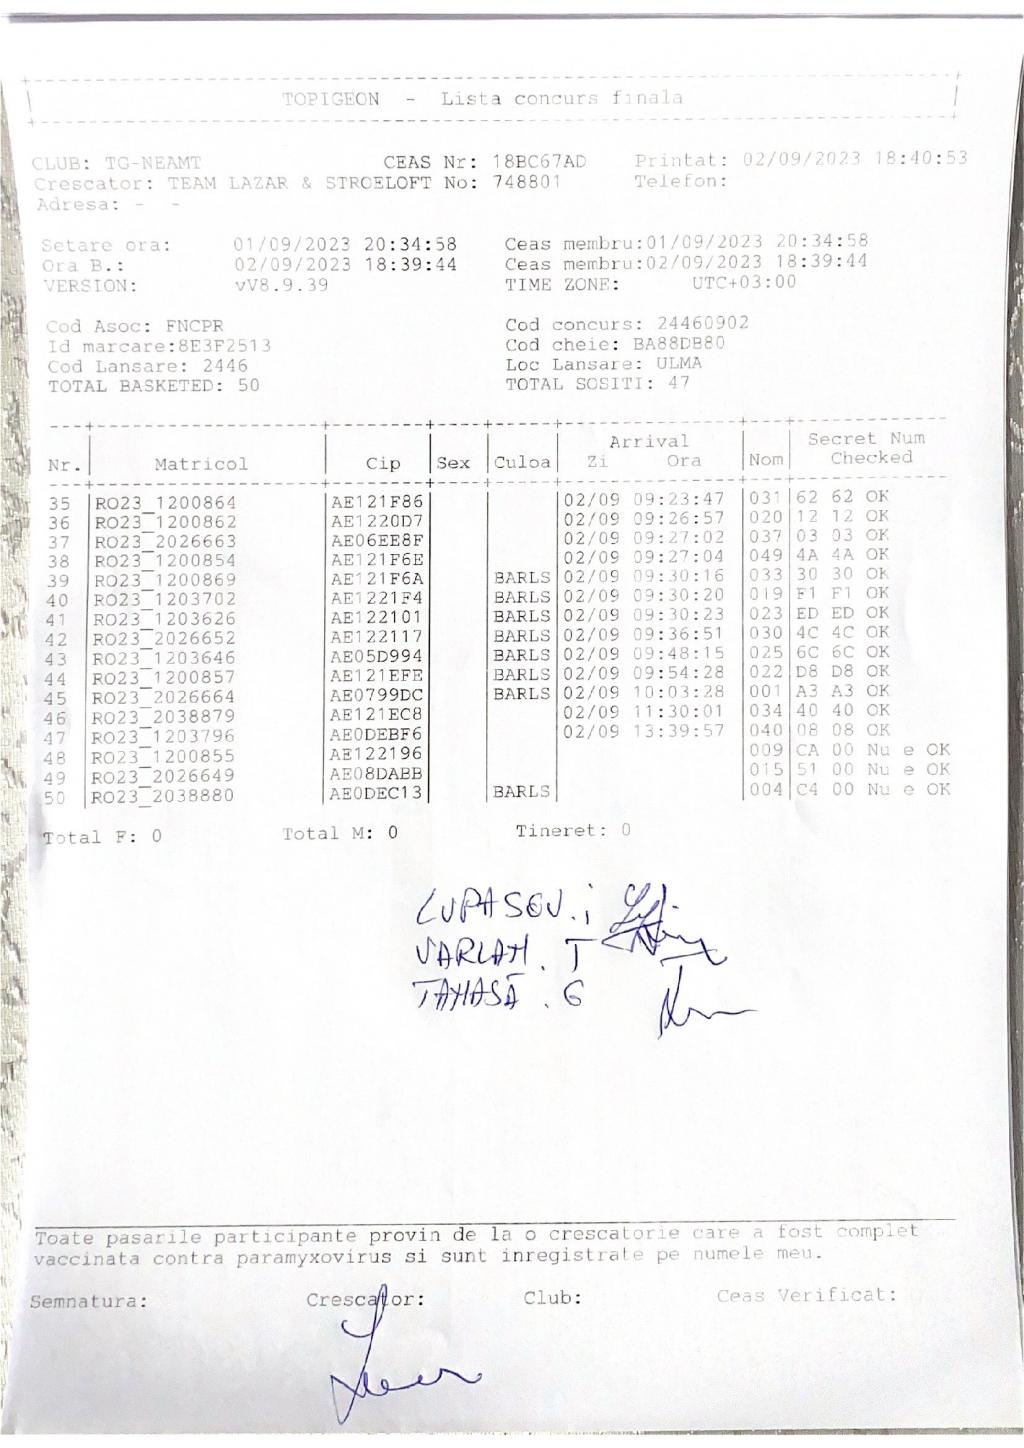 TOPIGEON - Lista concurs finala
CLUB: TG-NEAMT CEAS Nr: 18BC67AD Printat: 02/09/2023 18:40:53
Crescator: TEAM LAZAR & STROELOFT No: 748801 Telefon:
Adresa: - -
Setare ora: 01/09/2023 20:34:58 Ceas membru:01/09/2023 20:34:58
Ora B.: 02/09/2023 18:39:44 Ceas membru:02/09/2023 18:39:44
VERSION: vV8.9.39 TIME ZONE: UTC+03:00
Cod Asoc: FNCPR Cod concurs: 24460902
Id marcare:8E3F2513 Cod cheie: BA88DB80
Cod Lansare: 2446 Loc Lansare: ULMA
TOTAL BASKETED: 50 TOTAL SOSITI: 47
Arrival Secret Num
Nr. Matricol Cip Sex Culoa Zi Ora Nom Checked
35 RO23_1200864 AE121F86 02/09 09:23:47 031 62 62 OK
36 RO23_1200862 AE1220D7 02/09 09:26:57 020 12 12 OK
37 RO23_2026663 AE06EE8F 02/09 09:27:02 037 03 03 OK
38 RO23_1200854 AE121F6E 02/09 09:27:04 049 4A 4A OK
39 RO23_1200869 AE121F6A BARLS 02/09 09:30:16 033 30 30 OK
40 RO23_1203702 AE1221F4 BARLS 02/09 09:30:20 019 F1 F1 OK
41 RO23_1203626 AE122101 BARLS 02/09 09:30:23 023 ED ED OK
42 RO23_2026652 AE122117 BARLS 02/09 09:36:51 030 4C 4C OK
43 RO23_1203646 AE05D994 BARLS 02/09 09:48:15 025 6C 6C OK
44 RO23_1200857 AE121EFE BARLS 02/09 09:54:28 022 D8 D8 OK
45 RO23_2026664 AE0799DC BARLS 02/09 10:03:28 001 A3 A3 OK
46 RO23_2038879 AE121EC8 02/09 11:30:01 034 40 40 OK
47 RO23_1203796 AE0DEBF6 02/09 13:39:57 040 08 08 OK
48 RO23_1200855 AE122196 009 CA 00 Nu e OK
49 RO23_2026649 AE08DABB 015 51 00 Nu e OK
50 RO23_2038880 AE0DEC13 BARLS 004 C4 00 Nu e OK
Total F: 0 Total M: 0 Tineret: 0
LUPASCU. i
VARLAM. T
TAMASĂ. G
Toate pasarile participante provin de la o crescatorie care a fost complet
vaccinata contra paramyxovirus si sunt inregistrate pe numele meu.
Semnatura: Crescator: Club: Ceas Verificat: